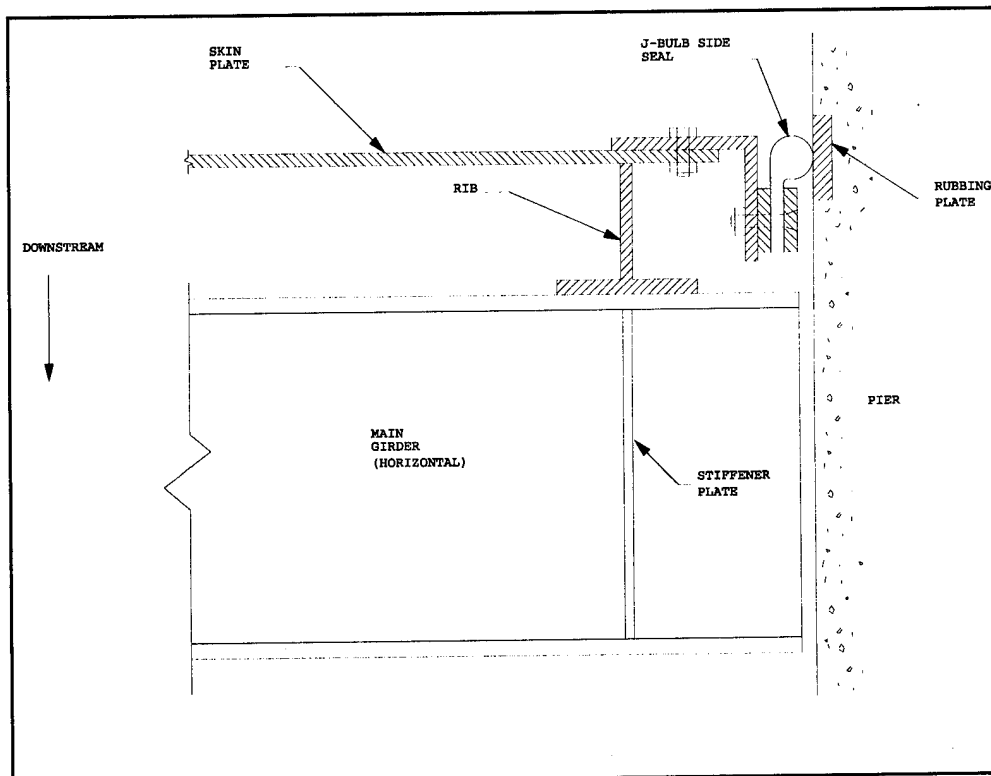 SKIN
PLATE
J-BULB SIDE
SEAL
RIB
RUBBING
PLATE
DOWNSTREAM
PIER
MAIN
GIRDER
(HORIZONTAL)
STIFFENER
PLATE